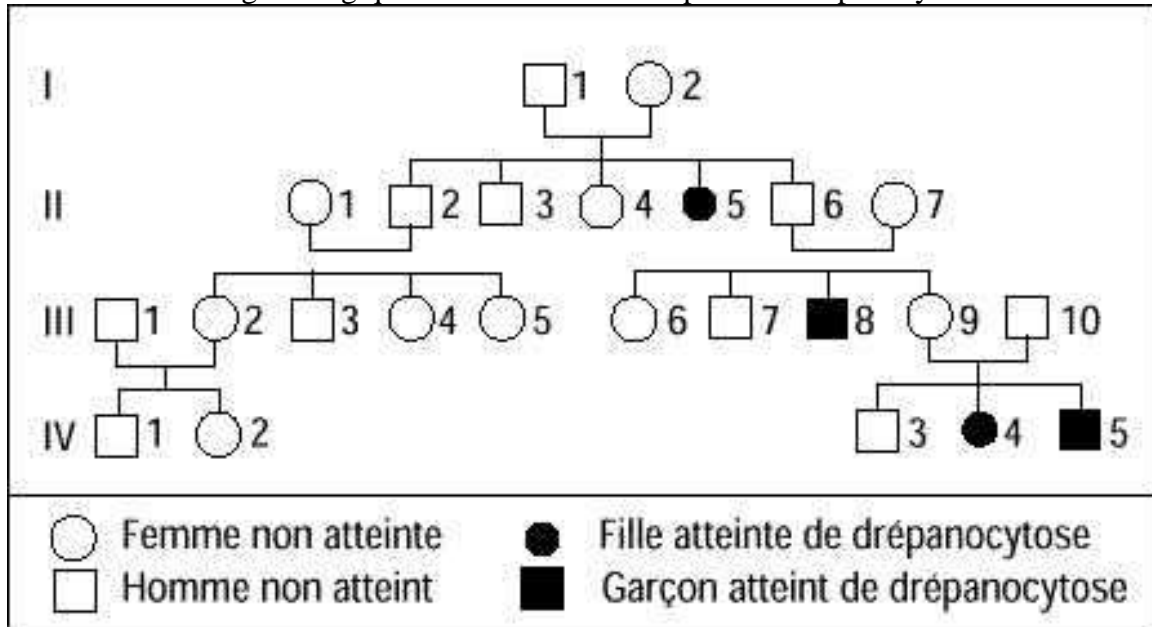 I 1 2
II 1 2 3 4 5 6 7
III 1 2 3 4 5 6 7 8 9 10
IV 1 2 3 4 5
Femme non atteinte Fille atteinte de drépanocytose
Homme non atteint Garçon atteint de drépanocytose